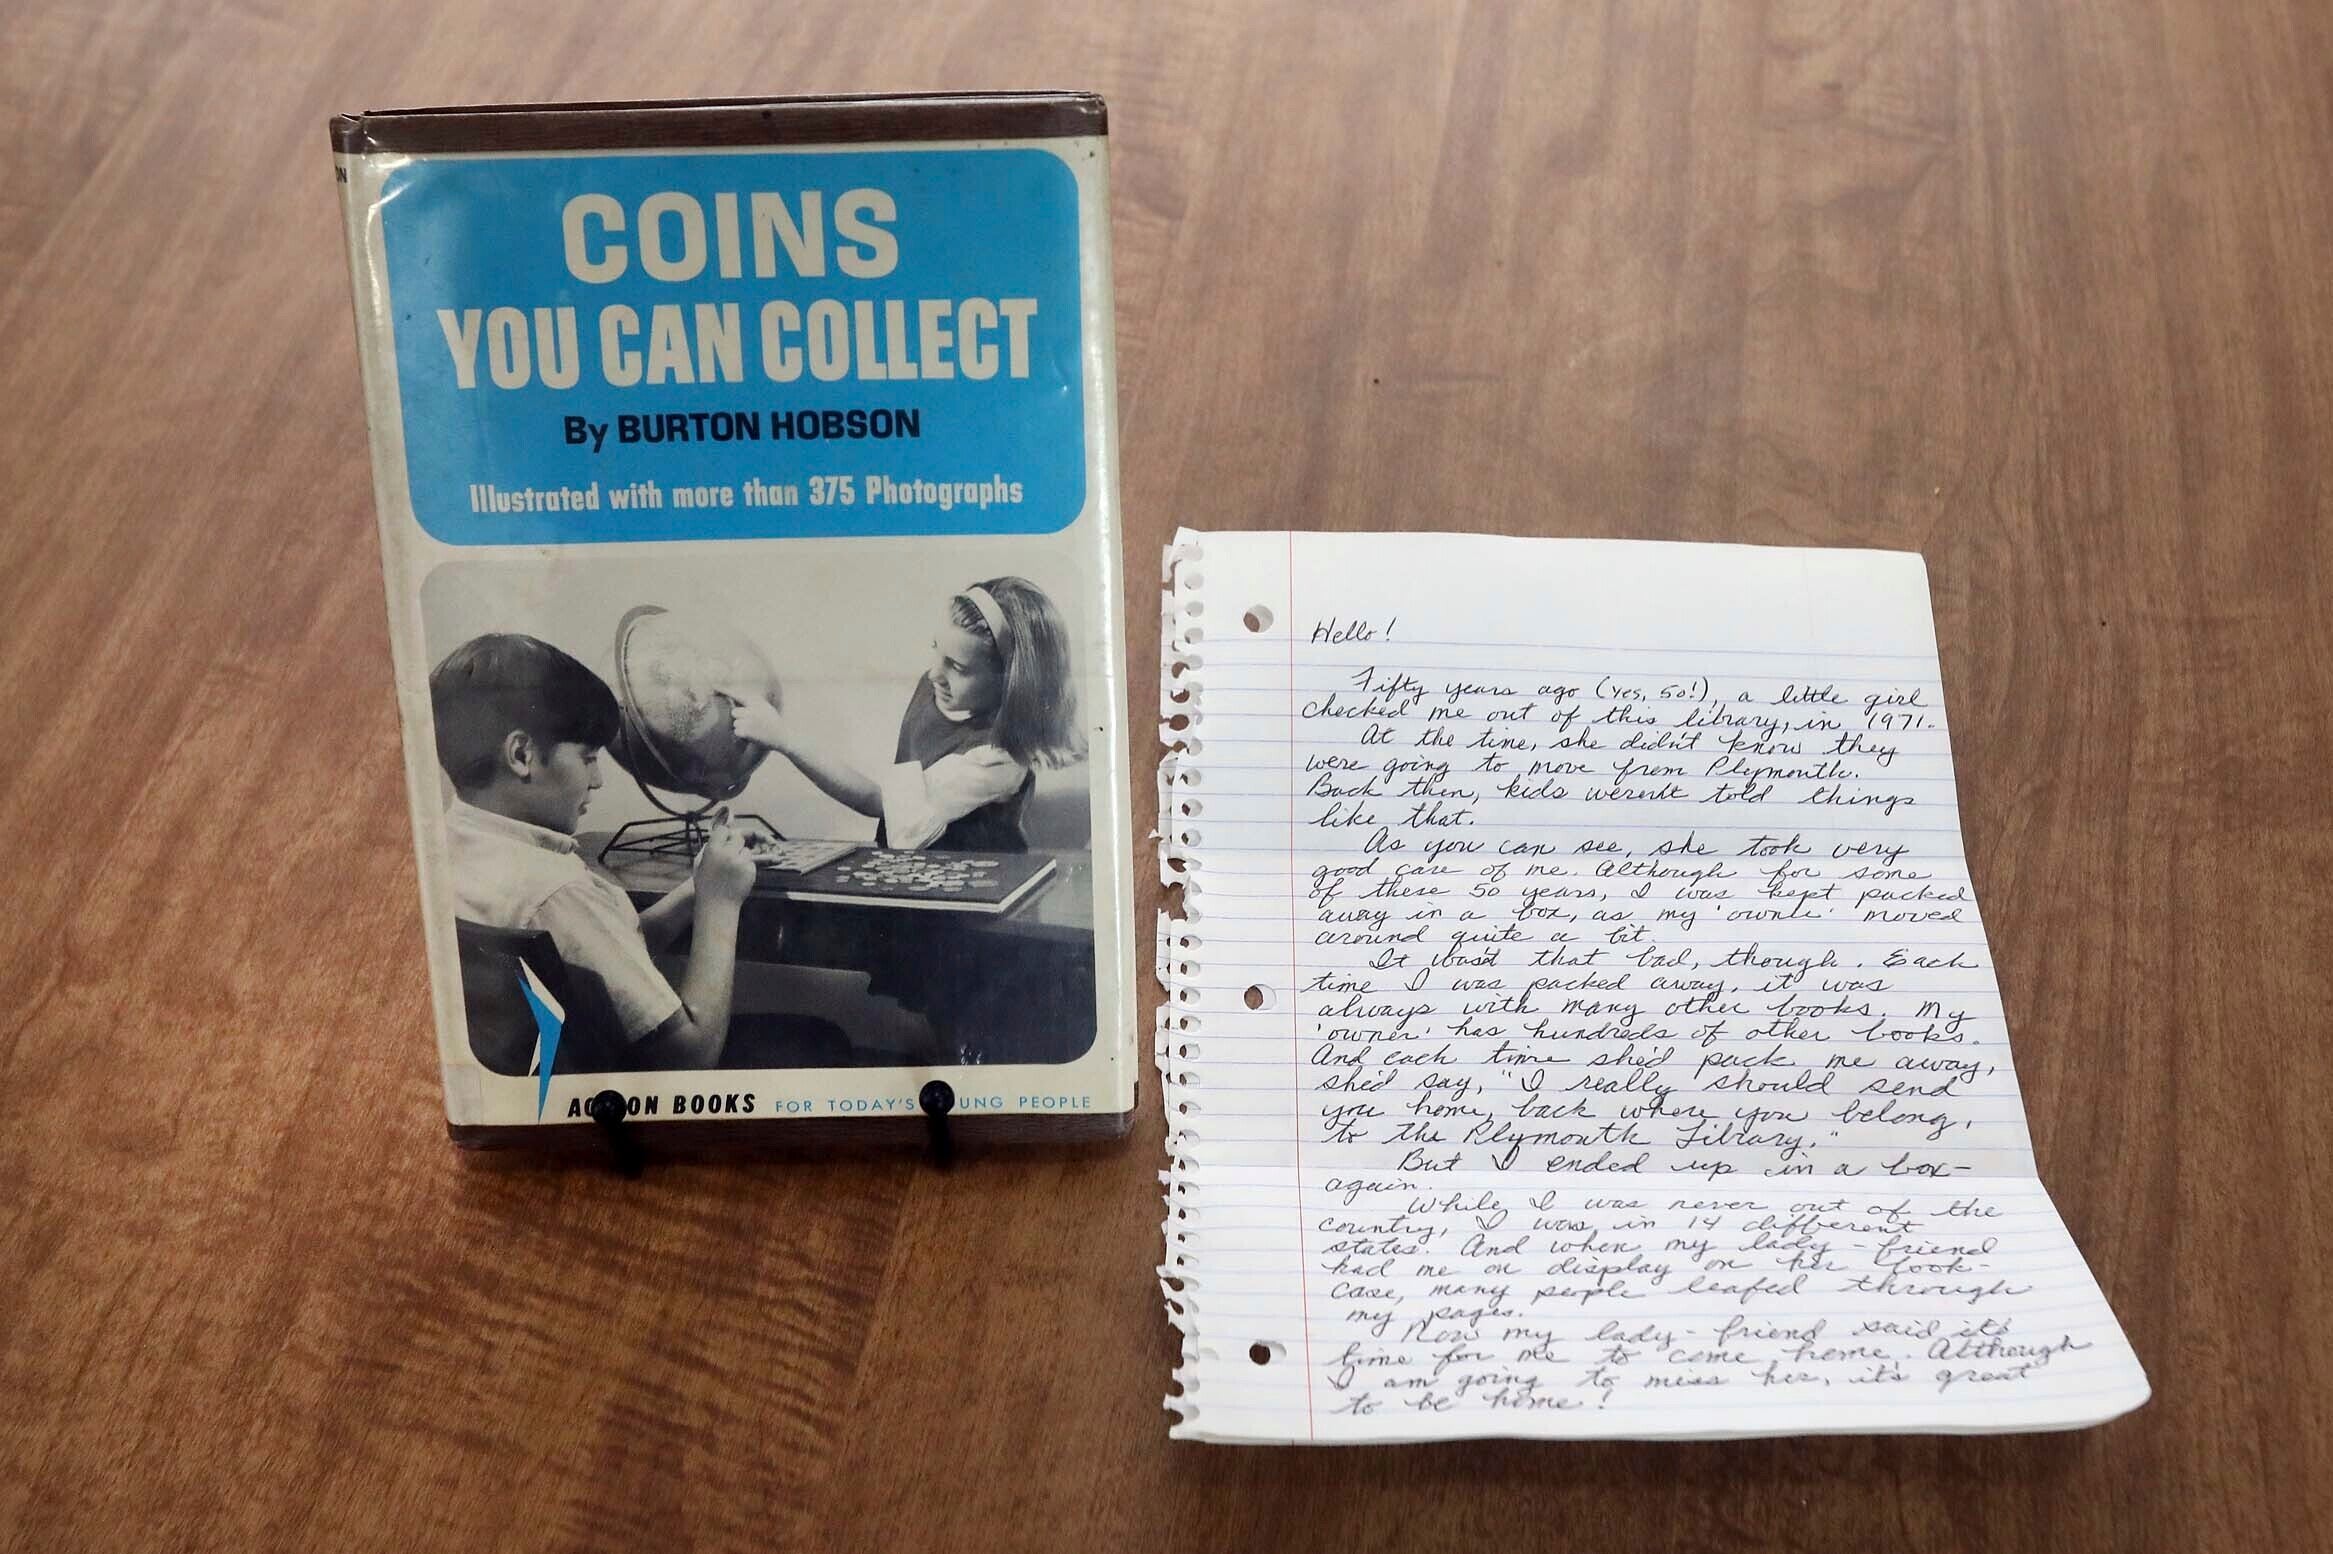 COINS
YOU CAN COLLECT
By BURTON HOBSON
Illustrated with more than 375 Photographs
BOOKS FOR TODAY'S PEOPLE
Hello!
Fifty years ago (yes, 50!), a little girl
checked me out of this library, in 1971.
At the time, she didn't know they
were going to move from Plymouth.
Back then, kids weren't told things
like that.
As you can see, she took very
good care of me. Although for some
of these 50 years, I was kept packed
away in a box, as my 'owner' moved
around quite a bit.
It wasn't that bad, though. Each
time I was packed away, it was
always with many other books. My
'owner' has hundreds of other books.
And each time she'd pack me away,
she'd say, "I really should send
you home, back where you belong,
to the Plymouth Library."
But I ended up in a box-
again.
While I was never out of the
country, I was in 14 different
states. And when my lady-friend
had me on display on her book-
case, many people leafed through
my pages.
Now my lady-friend said it's
time for me to come home. Although
I am going to miss her, it's great
to be home!